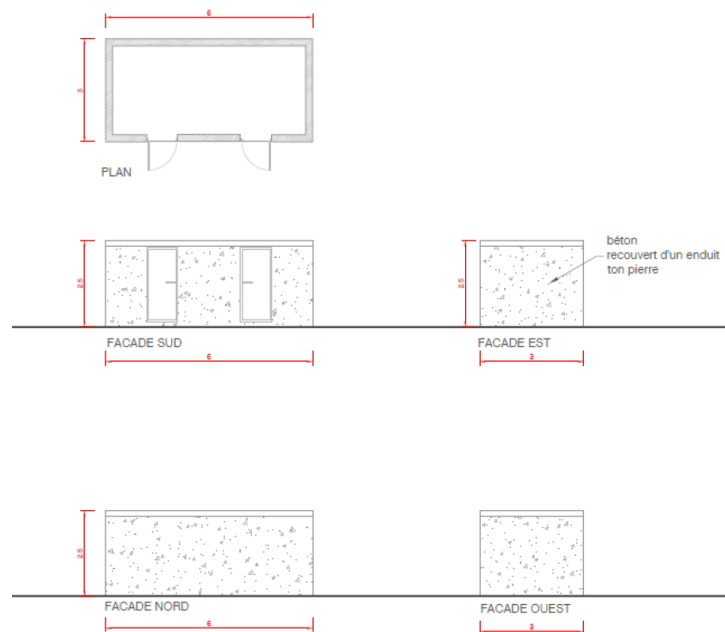 6
3
PLAN
2.5
FACADE SUD
6
2.5
béton
recouvert d'un enduit
ton pierre
FACADE EST
3
2.5
FACADE NORD
6
FACADE OUEST
3